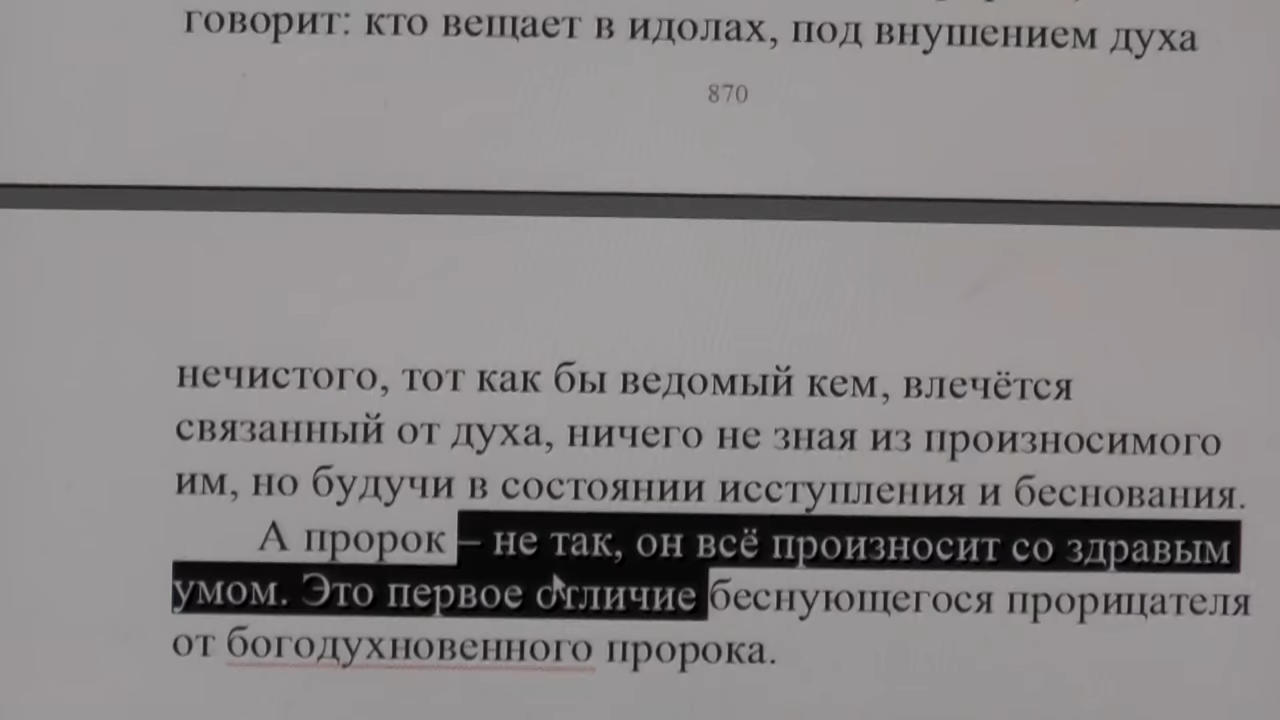 говорит: кто вещает в идолах, под внушением духа
870
нечистого, тот как бы ведомый кем, влечётся
связанный от духа, ничего не зная из произносимого
им, но будучи в состоянии исступления и беснования.
А пророк – не так, он всё произносит со здравым
умом. Это первое отличие беснующегося прорицателя
от богодухновенного пророка.